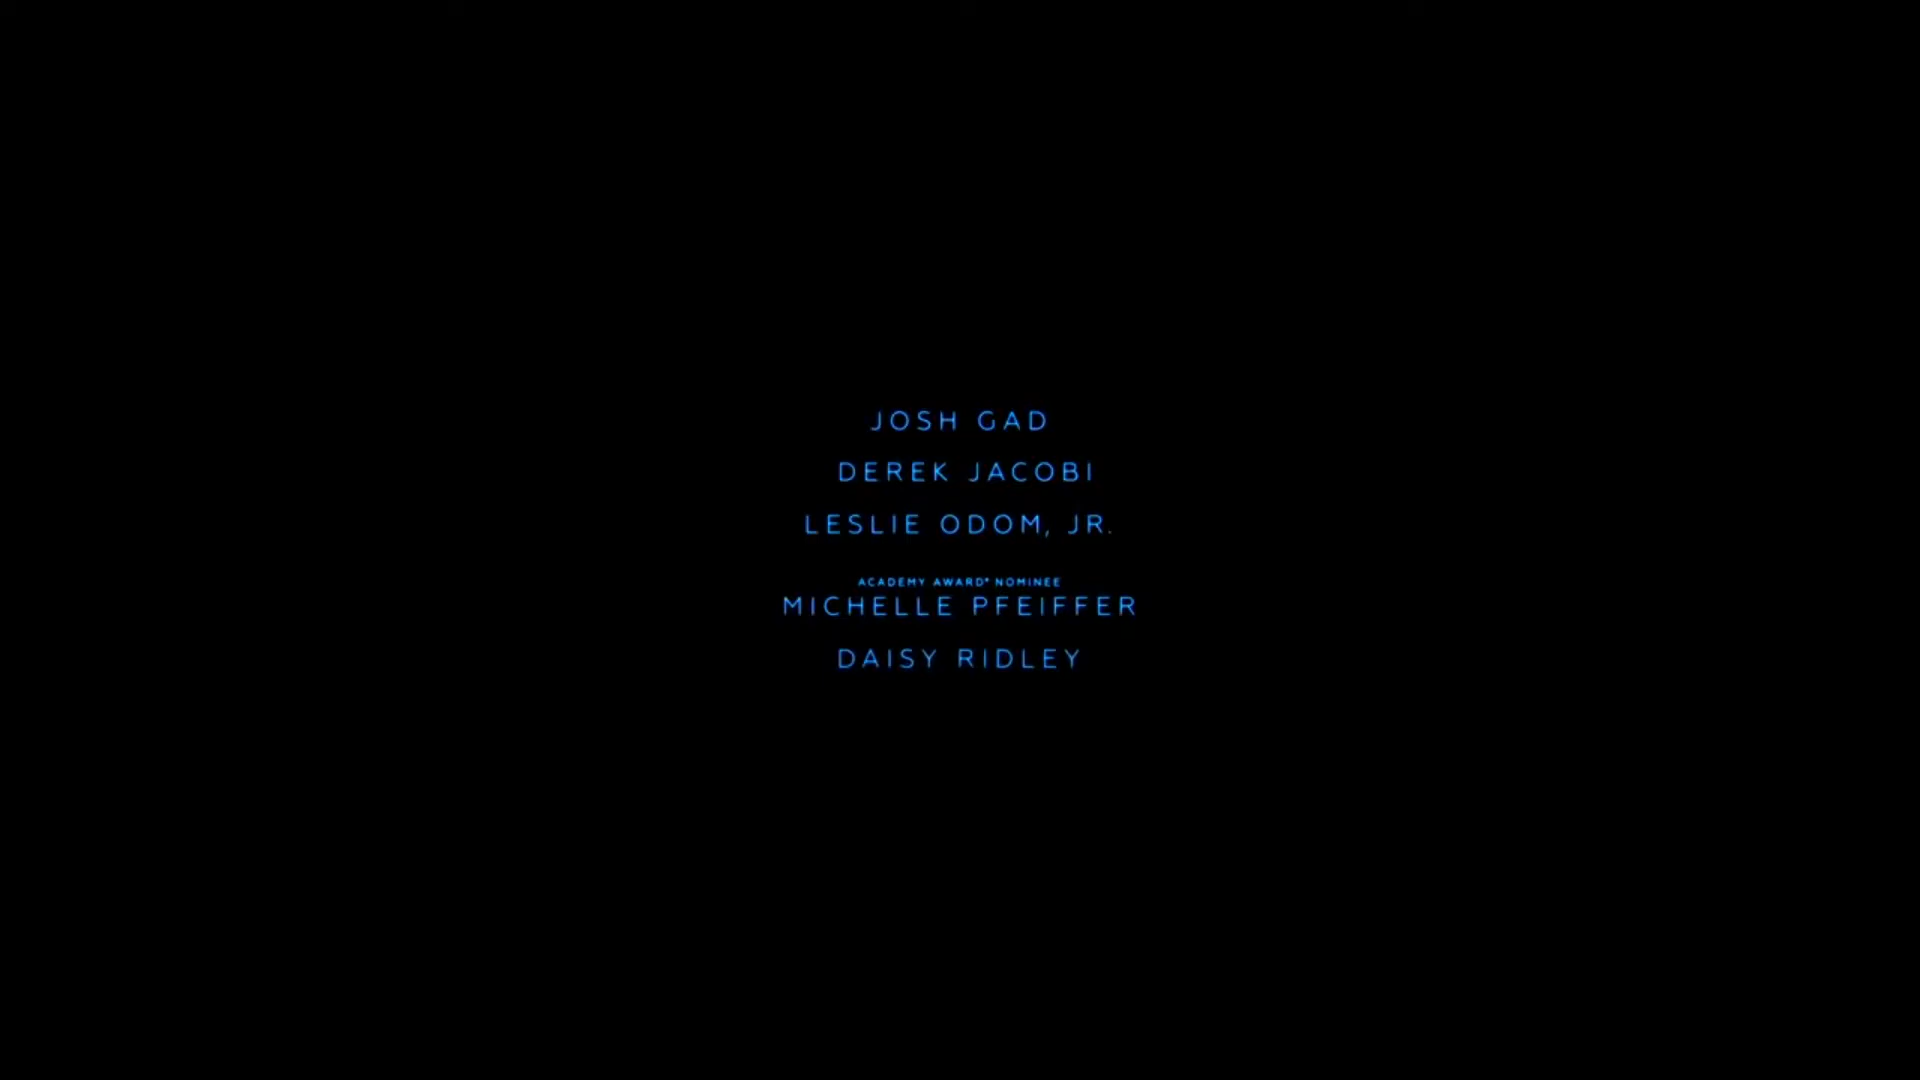 JOSH GAD
DEREK JACOBI
LESLIE ODOM, JR.
ACADEMY AWARD® NOMINEE
MICHELLE PFEIFFER
DAISY RIDLEY